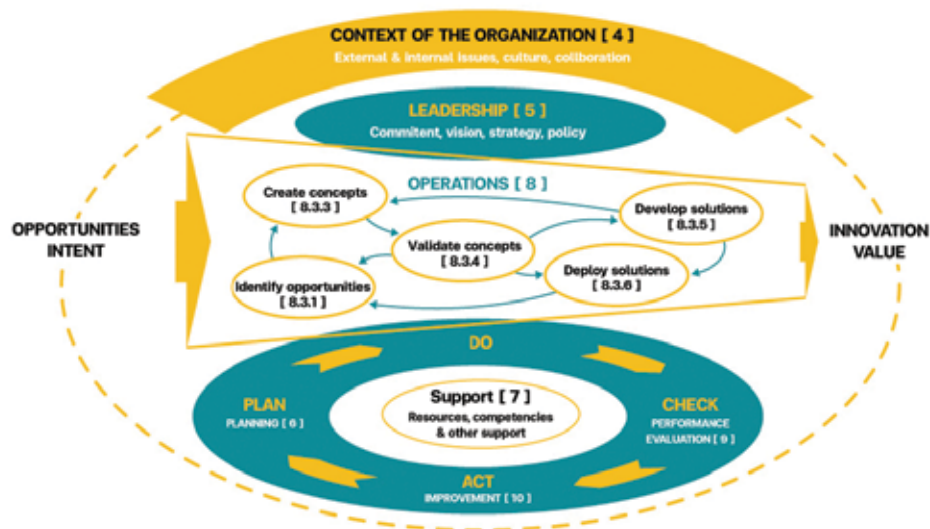 CONTEXT OF THE ORGANIZATION [ 4 ]
External & internal issues, culture, collboration
LEADERSHIP [ 5 ]
Commitent, vision, strategy, policy
OPERATIONS [ 8 ]
Create concepts
[ 8.3.3 ]
Develop solutions
[ 8.3.5 ]
OPPORTUNITIES
INTENT
Validate concepts
[ 8.3.4 ]
INNOVATION
VALUE
Identify opportunities
[ 8.3.1 ]
Deploy solutions
[ 8.3.6 ]
DO
PLAN
PLANNING [ 6 ]
Support [ 7 ]
Resources, competencies
& other support
CHECK
PERFORMANCE
EVALUATION [ 9 ]
ACT
IMPROVEMENT [ 10 ]